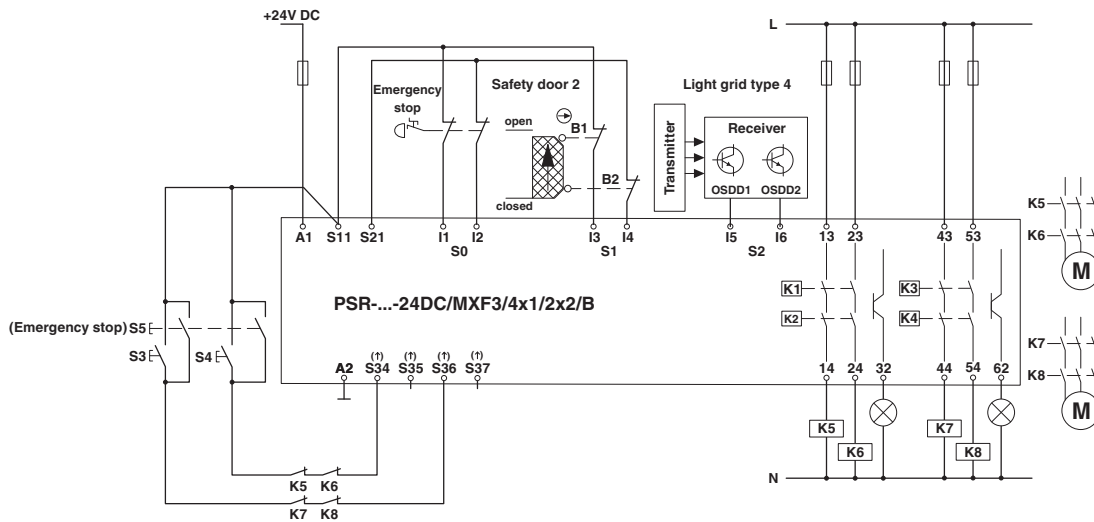 +24V DC
L
Emergency
stop
Safety door 2
Light grid type 4
open
B1
B2
closed
Transmitter
Receiver
OSDD1 OSDD2
K5
K6
M
A1 S11 S21 I1 I2 I3 I4 I5 I6 13 23 43 53
S0 S1 S2
PSR-...-24DC/MXF3/4x1/2x2/B
K1
K2
K3
K4
(Emergency stop) S5
S3
S4
K7
K8
M
(↑) (↑) (↑) (↑)
A2 S34 S35 S36 S37 14 24 32 44 54 62
K5
K6
K7
K8
K5 K6
K7 K8
N